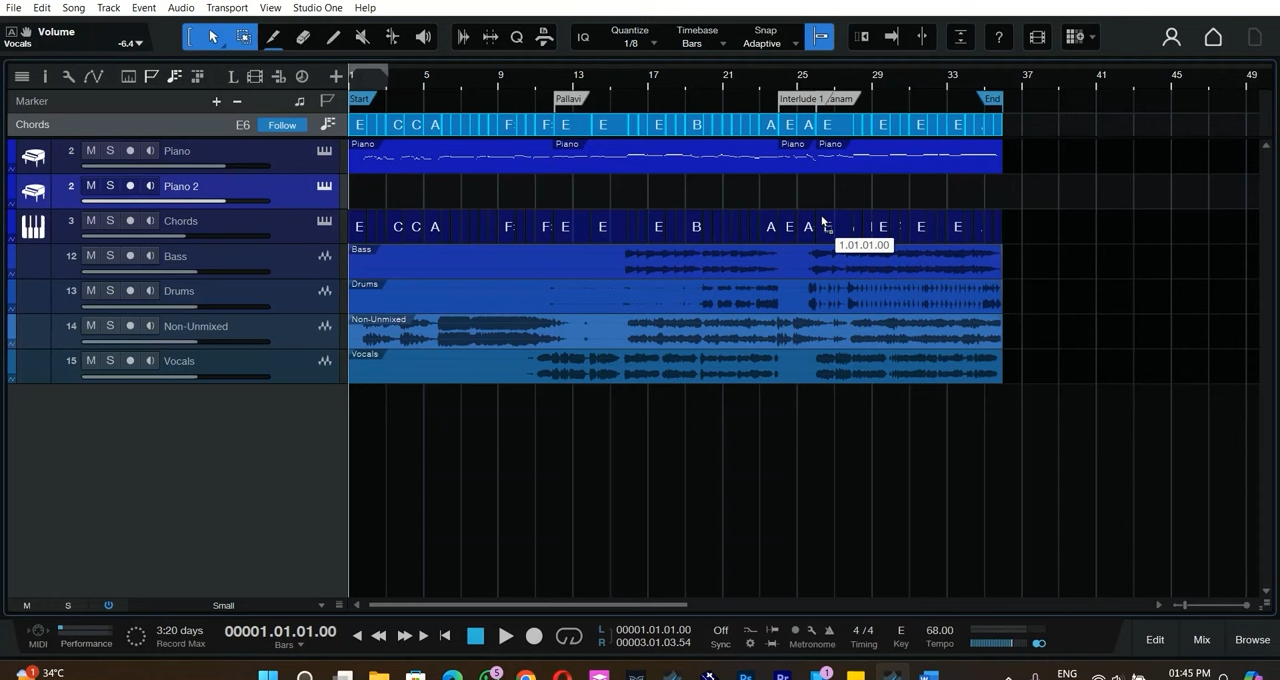 File Edit Song Track Event Audio Transport View Studio One Help
A Volume
Vocals -6.4
IQ Quantize 1/8 Timebase Bars Snap Adaptive ?
1 5 9 13 17 21 25 29 33 37 41 45 49
Marker + - Start Pallavi Interlude 1 End
Chords E6 Follow E C C A F: F: E E E B A E A E E E E .
2 M S Piano Piano Piano Piano Piano
2 M S Piano 2
3 M S Chords E C C A F: F: E E E B A E A E E E E .
1.01.01.00
12 M S Bass Bass
13 M S Drums Drums
14 M S Non-Unmixed Non-Unmixed
15 M S Vocals Vocals
M S Small
MIDI Performance 3:20 days Record Max 00001.01.01.00 Bars L 00001.01.01.00 R 00003.01.03.54 Off Sync Metronome 4 / 4 Timing E Key 68.00 Tempo Edit Mix Browse
1 34°C 5 1 ENG 01:45 PM